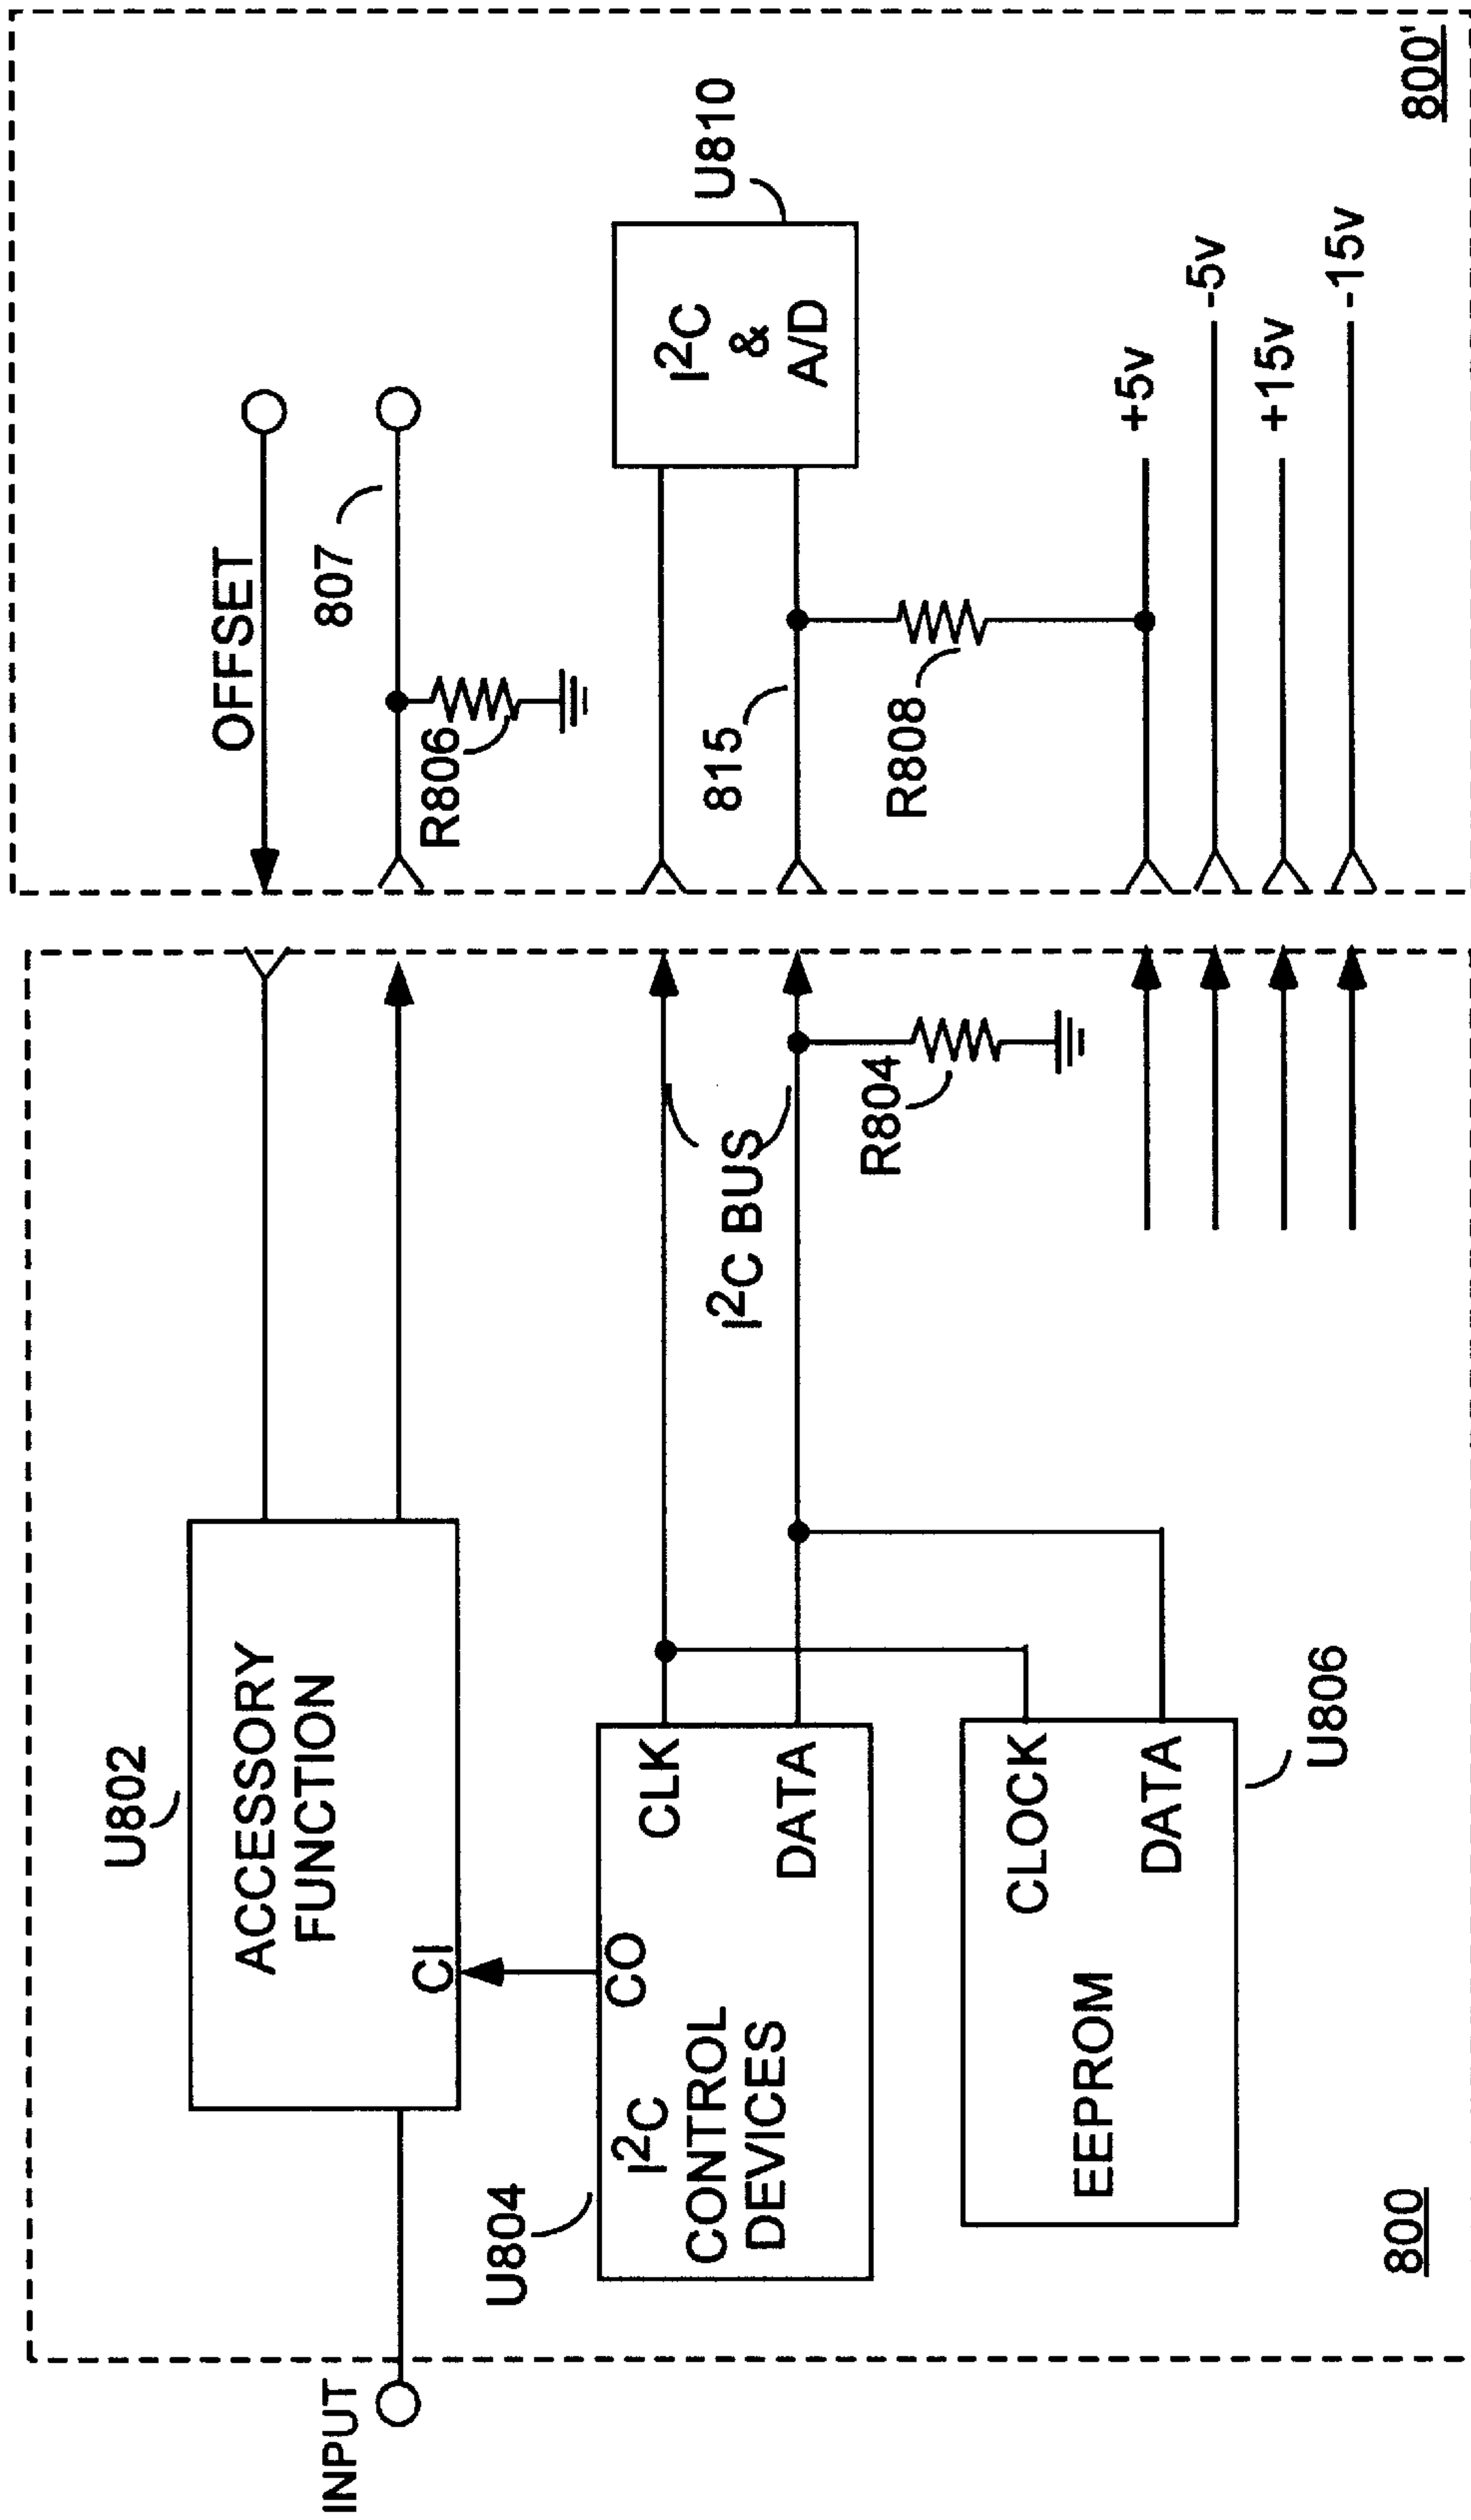 U802
ACCESSORY
FUNCTION
CI
INPUT
U804
I²C
CONTROL
DEVICES
CO
CLK
DATA
EEPROM
CLOCK
DATA
U806
800
I²C BUS
R804
OFFSET
807
R806
815
R808
I²C
&
A/D
U810
+5v
-5v
+15v
-15v
800'